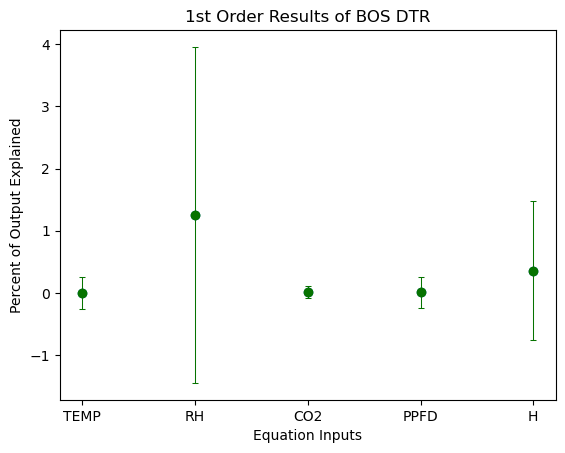 1st Order Results of BOS DTR
Percent of Output Explained
4
3
2
1
0
−1
TEMP RH CO2 PPFD H
Equation Inputs